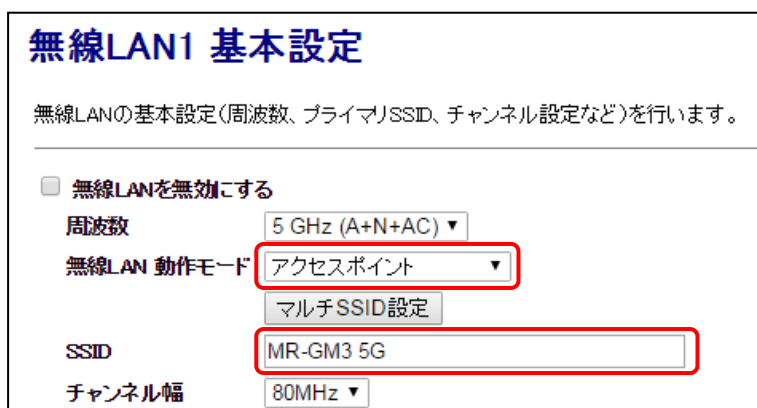 無線LAN1 基本設定
無線LANの基本設定(周波数、プライマリSSID、チャンネル設定など)を行います。
無線LANを無効にする
周波数 5 GHz (A+N+AC) ▼
無線LAN 動作モード アクセスポイント ▼
マルチSSID設定
SSID MR-GM3 5G
チャンネル幅 80MHz ▼